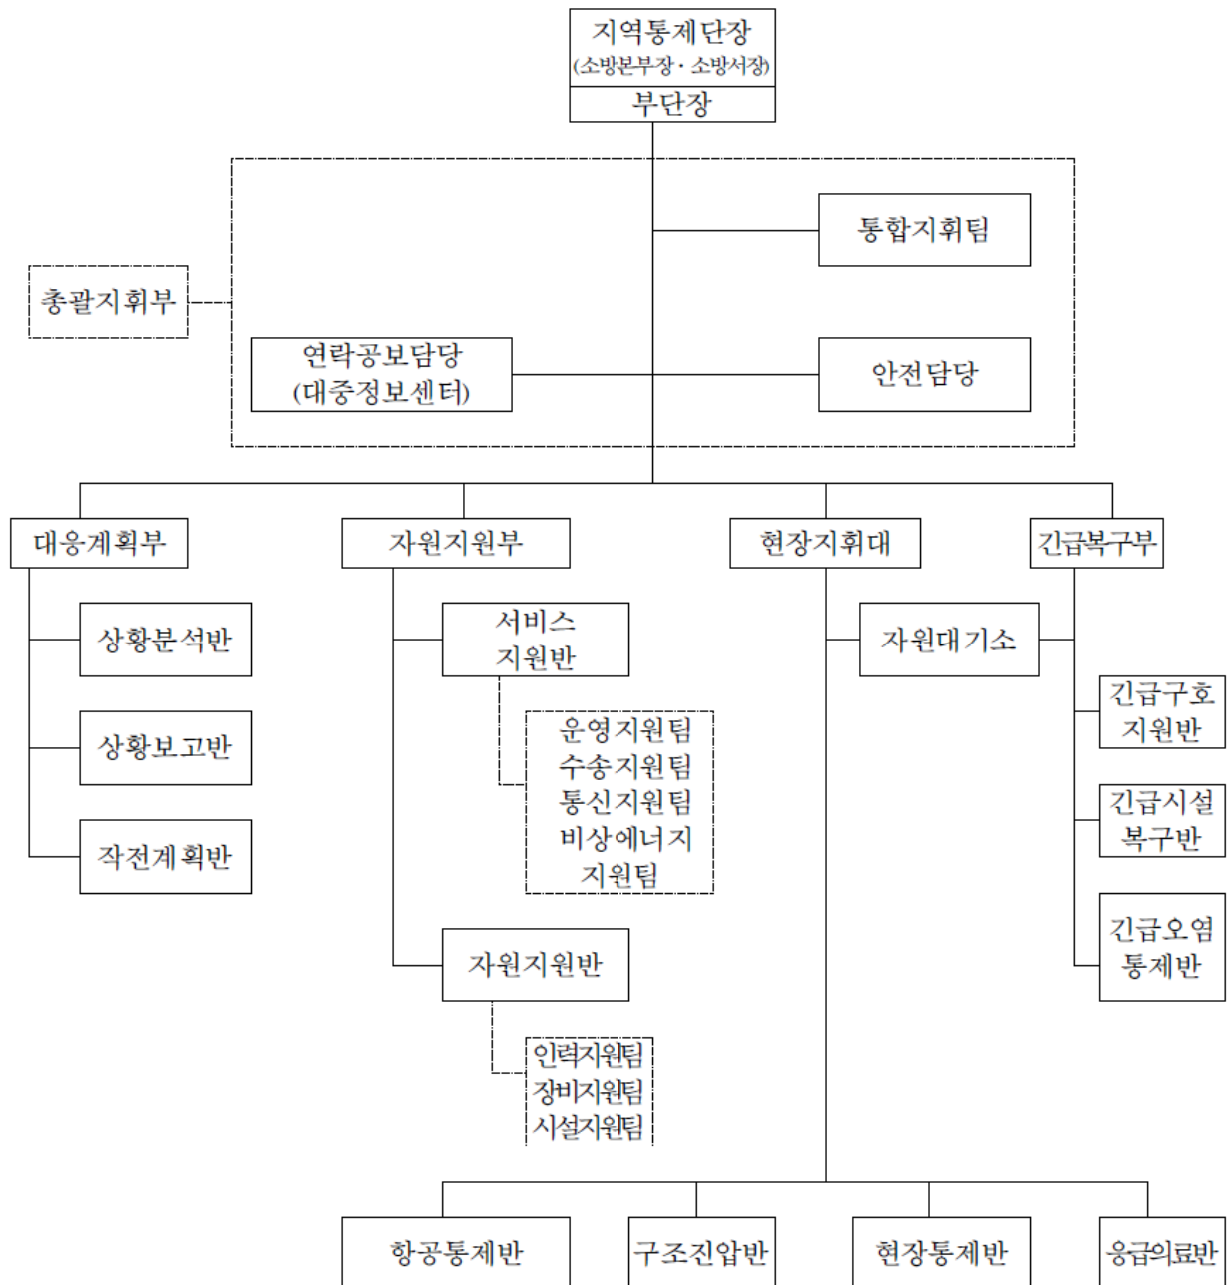 지역통제단장
(소방본부장 · 소방서장)
부단장
통합지휘팀
총괄지휘부
연락공보담당
(대중정보센터)
안전담당
대응계획부
자원지원부
현장지휘대
긴급복구부
상황분석반
서비스
지원반
자원대기소
긴급구호
지원반
상황보고반
운영지원팀
수송지원팀
통신지원팀
비상에너지
지원팀
긴급시설
복구반
작전계획반
자원지원반
긴급오염
통제반
인력지원팀
장비지원팀
시설지원팀
항공통제반
구조진압반
현장통제반
응급의료반